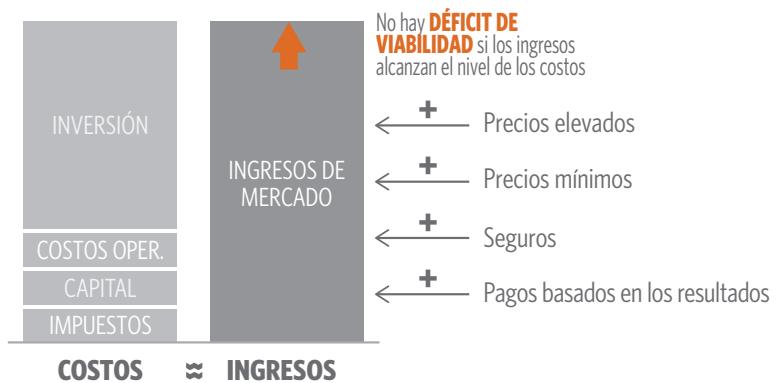 No hay DÉFICIT DE
VIABILIDAD si los ingresos
alcanzan el nivel de los costos
INVERSIÓN
COSTOS OPER.
CAPITAL
IMPUESTOS
INGRESOS DE
MERCADO
+ Precios elevados
+ Precios mínimos
+ Seguros
+ Pagos basados en los resultados
COSTOS ≈ INGRESOS